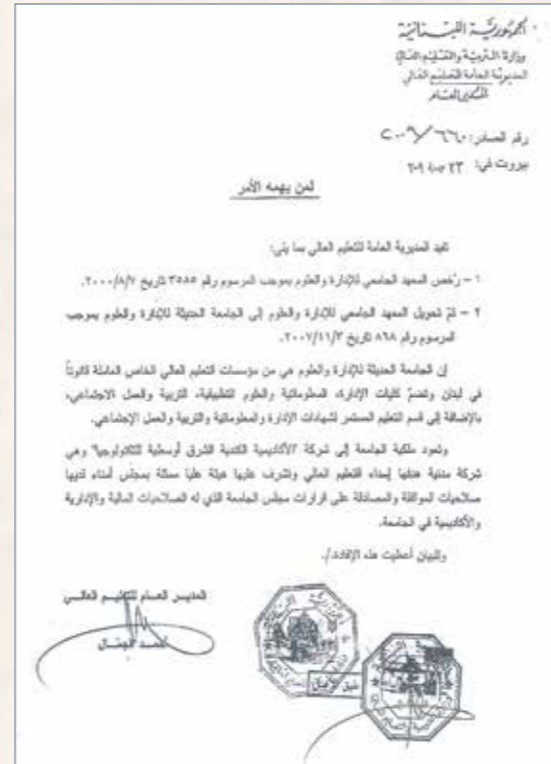 الجمهورية اللبنانية
وزارة التربية والتعليم العالي
المديرية العامة للتعليم العالي
المدير العام
رقم الصادر: ٢٠٠٩/٦٦٠
بيروت في: ٢٣
لمن يهمه الأمر
تفيد المديرية العامة للتعليم العالي بما يلي:
١ – رُخص المعهد الجامعي للإدارة والعلوم بموجب المرسوم رقم ٣٥٨٥ تاريخ ٢٠٠٠/٨/٧.
٢ – تمّ تحويل المعهد الجامعي للإدارة والعلوم إلى الجامعة الحديثة للإدارة والعلوم بموجب
المرسوم رقم ٨٦٨ تاريخ ٢٠٠٧/١١/٣.
إن الجامعة الحديثة للإدارة والعلوم هي من مؤسسات التعليم العالي الخاص العاملة قانوناً
في لبنان وتضمّ كليات الإدارة، المعلوماتية والعلوم التطبيقية، التربية والعمل الاجتماعي،
بالإضافة إلى قسم التعليم المستمر لشهادات الإدارة والمعلوماتية والتربية والعمل الإجتماعي.
وتعود ملكية الجامعة إلى شركة "الأكاديمية الكندية الشرق أوسطية للتكنولوجيا" وهي
شركة مدنية هدفها إسداء التعليم العالي وتشرف عليها هيئة عليا ممثلة بمجلس أمناء لديها
صلاحيات الموافقة والمصادقة على قرارات مجلس الجامعة الذي له الصلاحيات المالية والإدارية
والأكاديمية في الجامعة.
وللبيان أعطيت هذه الإفادة/.
المدير العام للتعليم العالي
أحمد الجمال